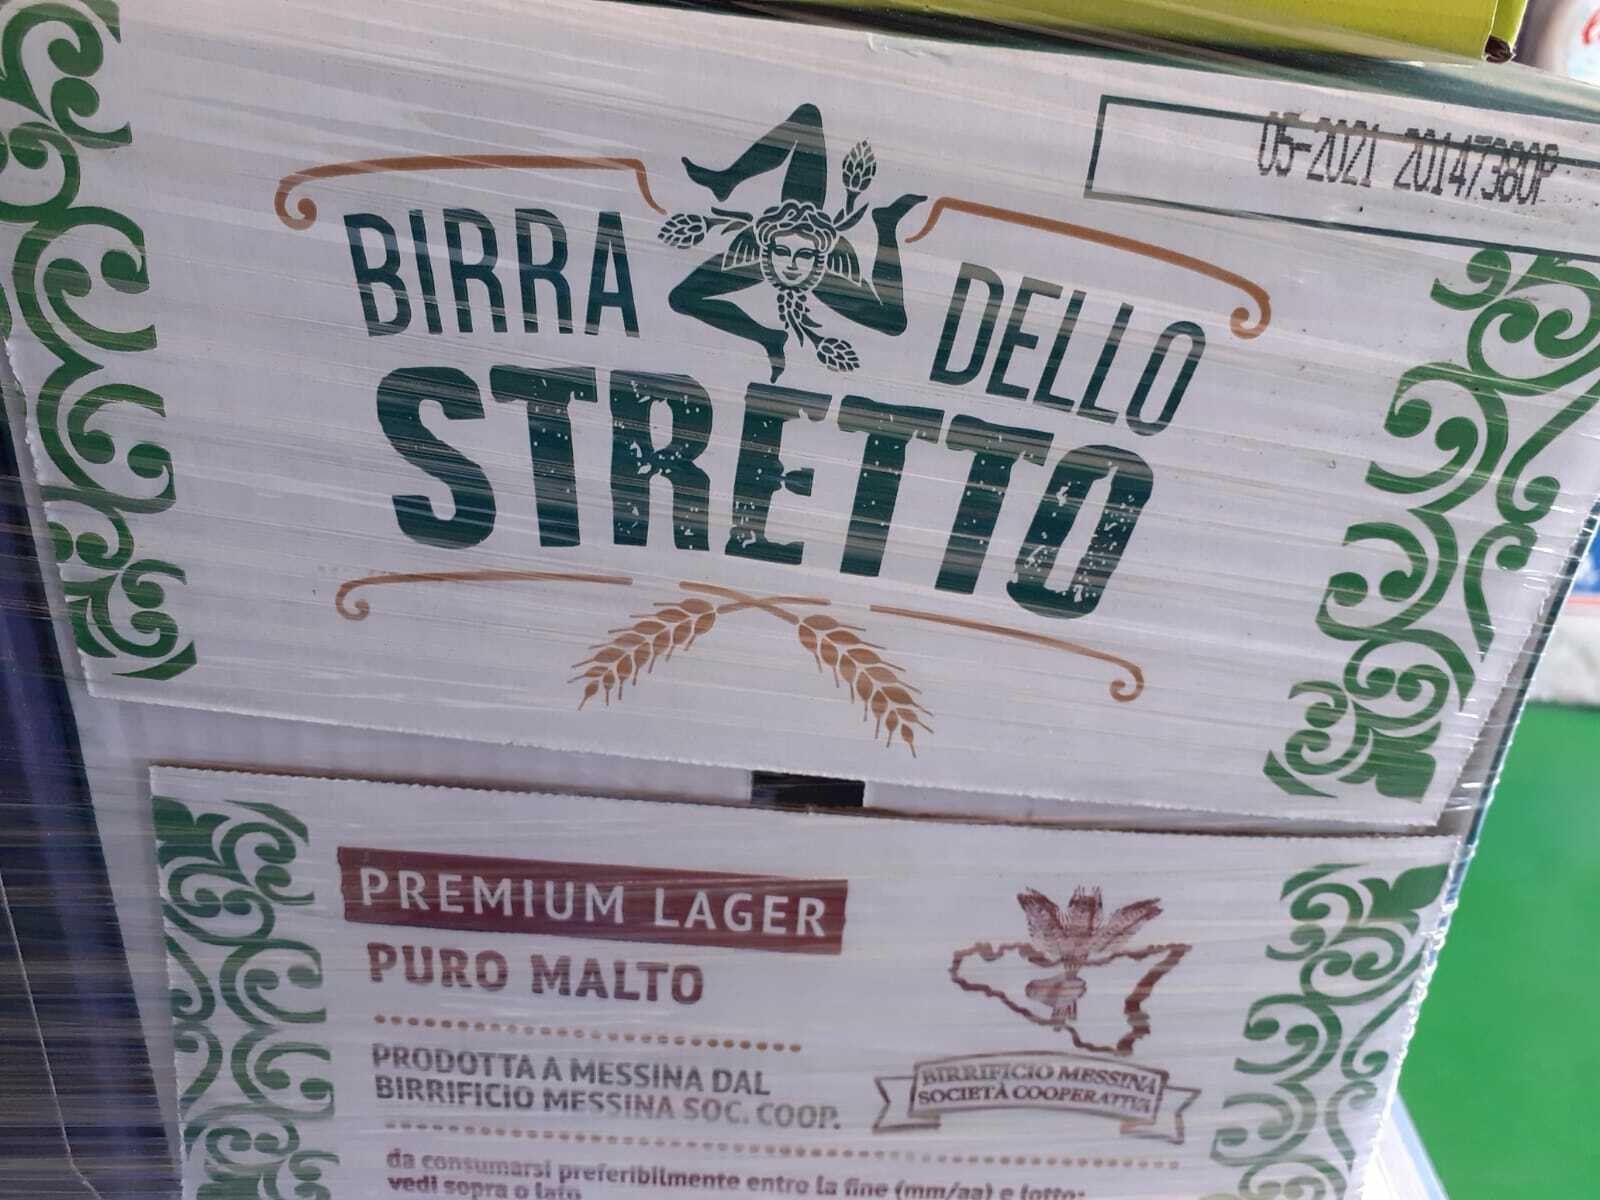 05-2021 20147380P
BIRRA DELLO
STRETTO
PREMIUM LAGER
PURO MALTO
PRODOTTA A MESSINA DAL
BIRRIFICIO MESSINA SOC. COOP.
BIRRIFICIO MESSINA
SOCIETÀ COOPERATIVA
da consumarsi preferibilmente entro la fine (mm/aa) e lotto:
vedi sopra o lato